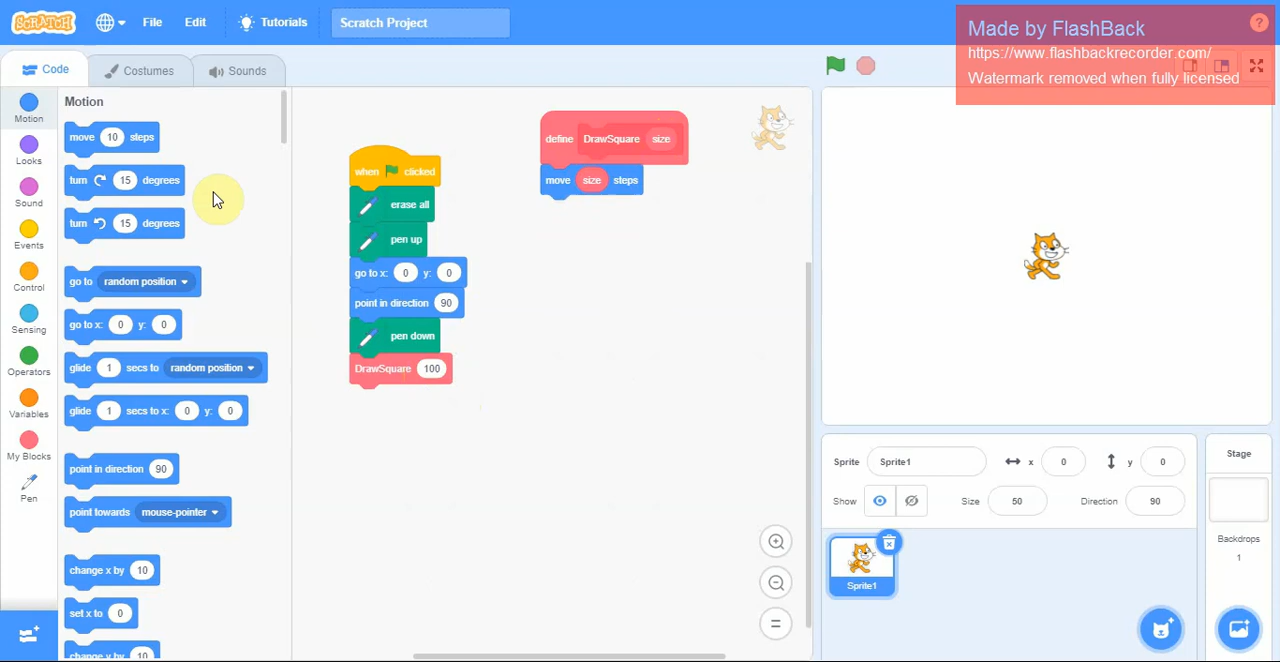 SCRATCH File Edit Tutorials Scratch Project
Made by FlashBack
https://www.flashbackrecorder.com/
Watermark removed when fully licensed
?
Code Costumes Sounds
Motion
Looks
Sound
Events
Control
Sensing
Operators
Variables
My Blocks
Pen
Motion
move 10 steps
turn 15 degrees
turn 15 degrees
go to random position
go to x: 0 y: 0
glide 1 secs to random position
glide 1 secs to x: 0 y: 0
point in direction 90
point towards mouse-pointer
change x by 10
set x to 0
change y by 10
when clicked
erase all
pen up
go to x: 0 y: 0
point in direction 90
pen down
DrawSquare 100
define DrawSquare size
move size steps
Sprite Sprite1 x 0 y 0
Show Size 50 Direction 90
Sprite1
Stage
Backdrops
1